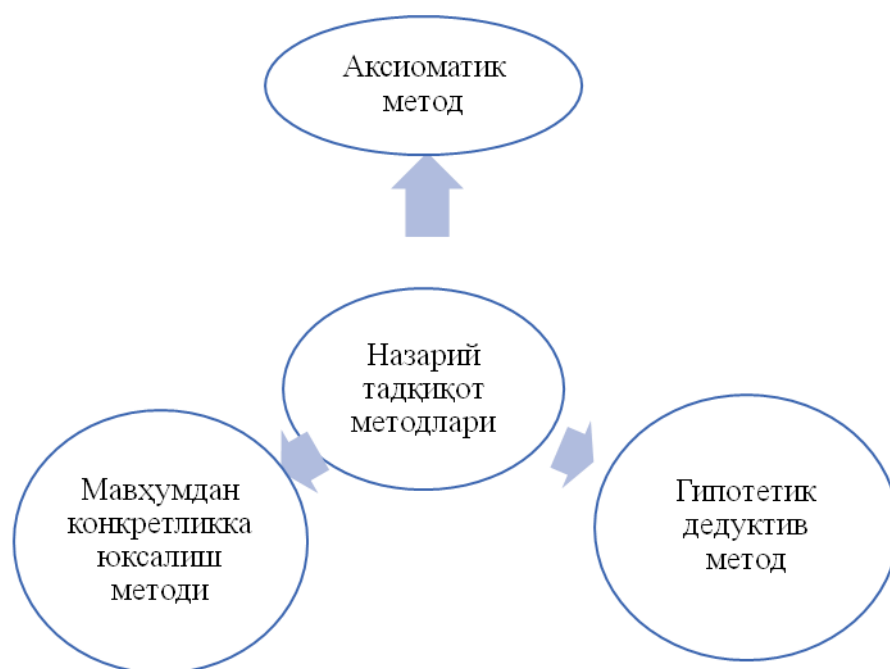 Аксиоматик
метод
Назарий
тадқиқот
методлари
Мавҳумдан
конкретликка
юксалиш
методи
Гипотетик
дедуктив
метод